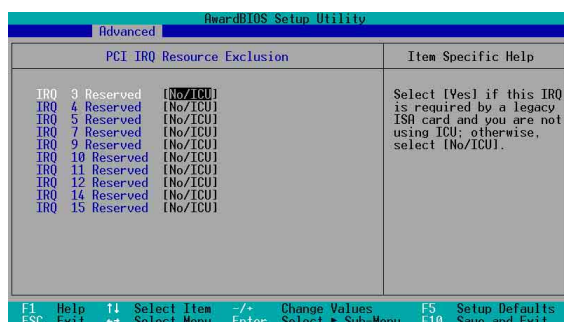 AwardBIOS Setup Utility
Advanced
PCI IRQ Resource Exclusion
Item Specific Help
IRQ 3 Reserved [No/ICU]
IRQ 4 Reserved [No/ICU]
IRQ 5 Reserved [No/ICU]
IRQ 7 Reserved [No/ICU]
IRQ 9 Reserved [No/ICU]
IRQ 10 Reserved [No/ICU]
IRQ 11 Reserved [No/ICU]
IRQ 12 Reserved [No/ICU]
IRQ 14 Reserved [No/ICU]
IRQ 15 Reserved [No/ICU]
Select [Yes] if this IRQ
is required by a legacy
ISA card and you are not
using ICU; otherwise,
select [No/ICU].
F1 Help ↑↓ Select Item -/+ Change Values F5 Setup Defaults
ESC Exit ←→ Select Menu Enter Select ► Sub-Menu F10 Save and Exit